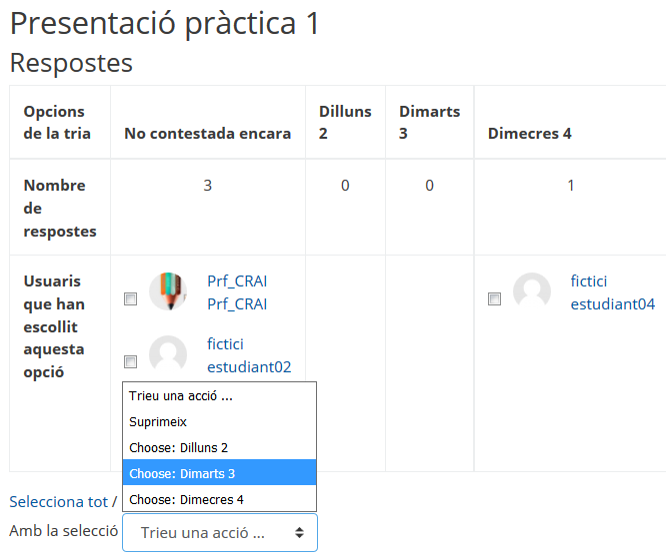 Presentació pràctica 1
Respostes
Opcions
de la tria
No contestada encara
Dilluns
2
Dimarts
3
Dimecres 4
Nombre
de
respostes
3
0
0
1
Usuaris
que han
escollit
aquesta
opció
Prf_CRAI
Prf_CRAI
fictici
estudiant02
fictici
estudiant04
Trieu una acció ...
Suprimeix
Choose: Dilluns 2
Choose: Dimarts 3
Choose: Dimecres 4
Selecciona tot /
Amb la selecció
Trieu una acció ...